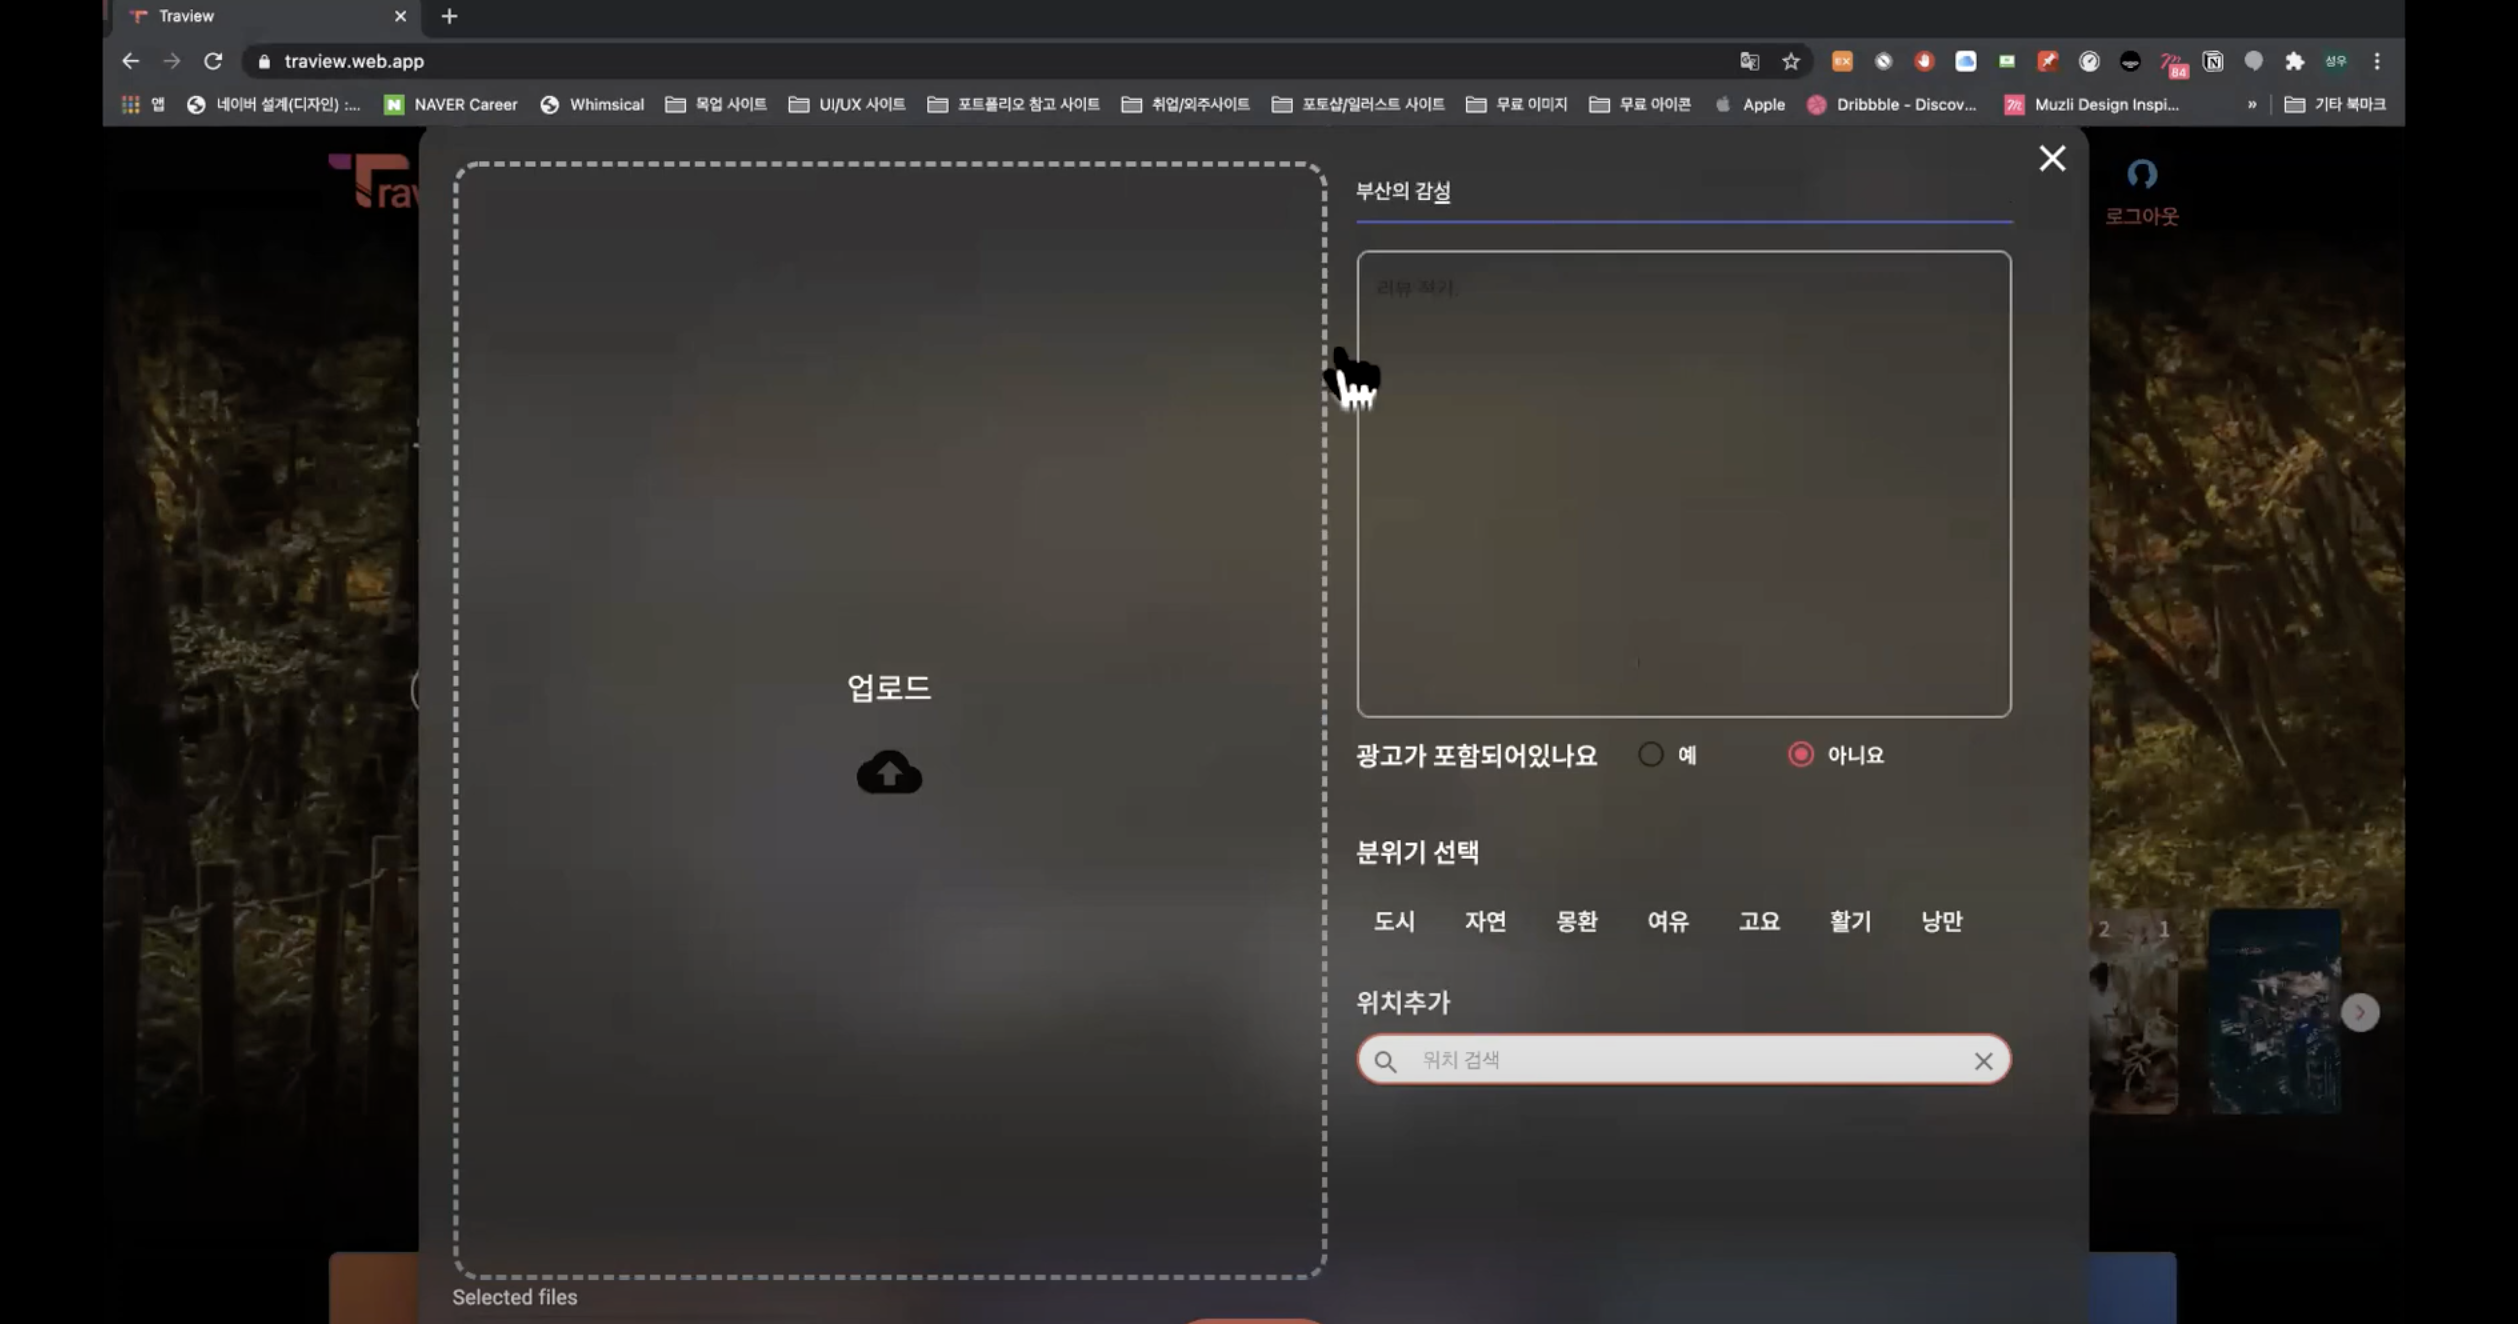 Traview
traview.web.app
84
성우
앱
네이버 설계(디자인) :...
NAVER Career
Whimsical
목업 사이트
UI/UX 사이트
포트폴리오 참고 사이트
취업/외주사이트
포토샵/일러스트 사이트
무료 이미지
무료 아이콘
Apple
Dribbble - Discov...
Muzli Design Inspi...
»
기타 북마크
Trav
로그아웃
부산의 감성
리뷰 적기.
업로드
광고가 포함되어있나요
예
아니요
분위기 선택
도시 자연 몽환 여유 고요 활기 낭만
2 1
위치추가
위치 검색
Selected files